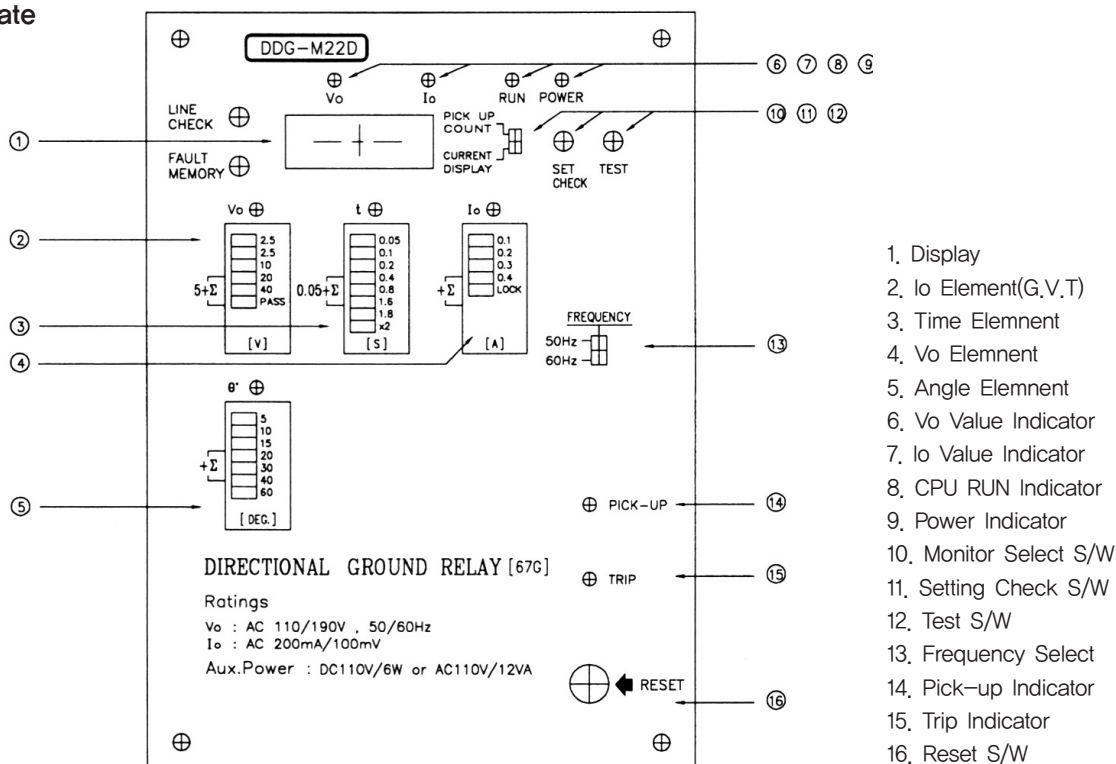 ate
DDG-M22D
⑥ ⑦ ⑧ ⑨
Vo Io RUN POWER
LINE
CHECK
PICK UP
COUNT
⑩ ⑪ ⑫
①
FAULT
MEMORY
CURRENT
DISPLAY
SET
CHECK
TEST
Vo
②
2.5
2.5
10
20
40
PASS
5+Σ
[V]
t
0.05
0.1
0.2
0.4
0.8
1.6
1.8
x2
0.05+Σ
[S]
③
Io
0.1
0.2
0.3
0.4
LOCK
+Σ
[A]
④
FREQUENCY
50Hz
60Hz
⑬
θ°
5
10
15
20
30
40
60
+Σ
[DEG.]
⑤
PICK-UP
⑭
DIRECTIONAL GROUND RELAY [67G]
TRIP
⑮
Ratings
Vo : AC 110/190V , 50/60Hz
Io : AC 200mA/100mV
Aux.Power : DC110V/6W or AC110V/12VA
RESET
⑯
1. Display
2. Io Element(G.V.T)
3. Time Elemnent
4. Vo Elemnent
5. Angle Elemnent
6. Vo Value Indicator
7. Io Value Indicator
8. CPU RUN Indicator
9. Power Indicator
10. Monitor Select S/W
11. Setting Check S/W
12. Test S/W
13. Frequency Select
14. Pick-up Indicator
15. Trip Indicator
16. Reset S/W